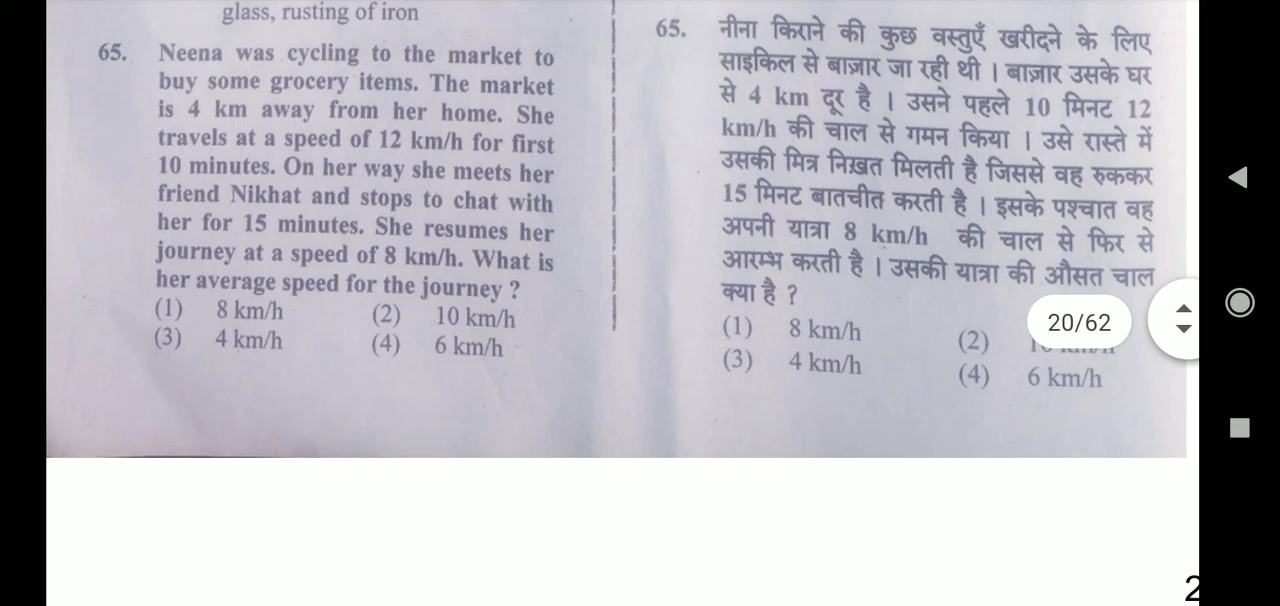 glass, rusting of iron
65. Neena was cycling to the market to
buy some grocery items. The market
is 4 km away from her home. She
travels at a speed of 12 km/h for first
10 minutes. On her way she meets her
friend Nikhat and stops to chat with
her for 15 minutes. She resumes her
journey at a speed of 8 km/h. What is
her average speed for the journey ?
(1) 8 km/h (2) 10 km/h
(3) 4 km/h (4) 6 km/h
65. नीना किराने की कुछ वस्तुएँ खरीदने के लिए
साइकिल से बाज़ार जा रही थी । बाज़ार उसके घर
से 4 km दूर है । उसने पहले 10 मिनट 12
km/h की चाल से गमन किया । उसे रास्ते में
उसकी मित्र निख़त मिलती है जिससे वह रुककर
15 मिनट बातचीत करती है । इसके पश्चात वह
अपनी यात्रा 8 km/h की चाल से फिर से
आरम्भ करती है । उसकी यात्रा की औसत चाल
क्या है ?
(1) 8 km/h (2)
(3) 4 km/h (4) 6 km/h
20/62
2